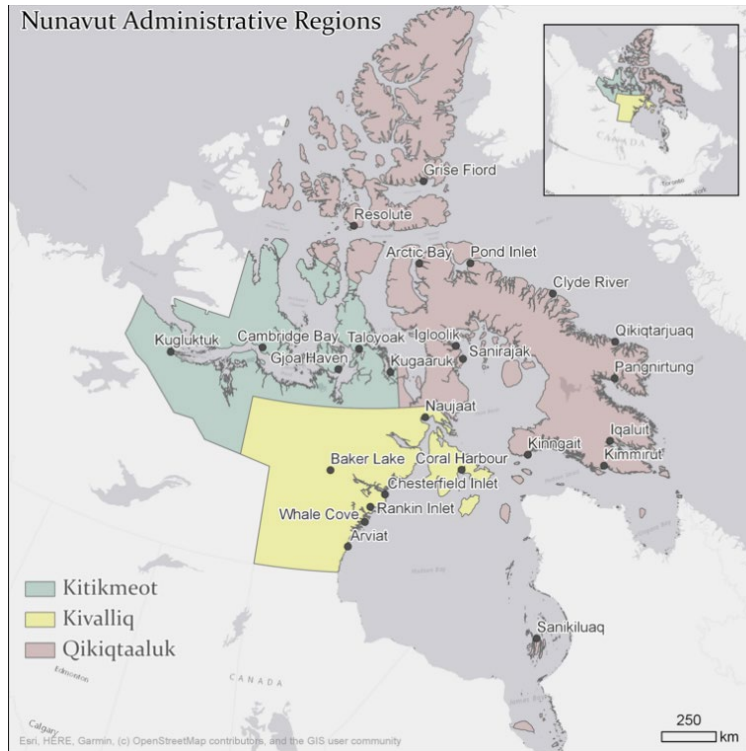 Nunavut Administrative Regions
CANADA
Toronto
Grise Fiord
Resolute
Arctic Bay
Pond Inlet
Clyde River
Qikiqtarjuaq
Pangnirtung
Kugluktuk
Cambridge Bay
Gjoa Haven
Taloyoak
Kugaaruk
Igloolik
Sanirajak
Naujaat
Iqaluit
Kimmirut
Kinngait
Baker Lake
Coral Harbour
Chesterfield Inlet
Rankin Inlet
Whale Cove
Arviat
Sanikiluaq
Kitikmeot
Kivalliq
Qikiqtaaluk
Edmonton
CANADA
Calgary
250
km
Esri, HERE, Garmin, (c) OpenStreetMap contributors, and the GIS user community